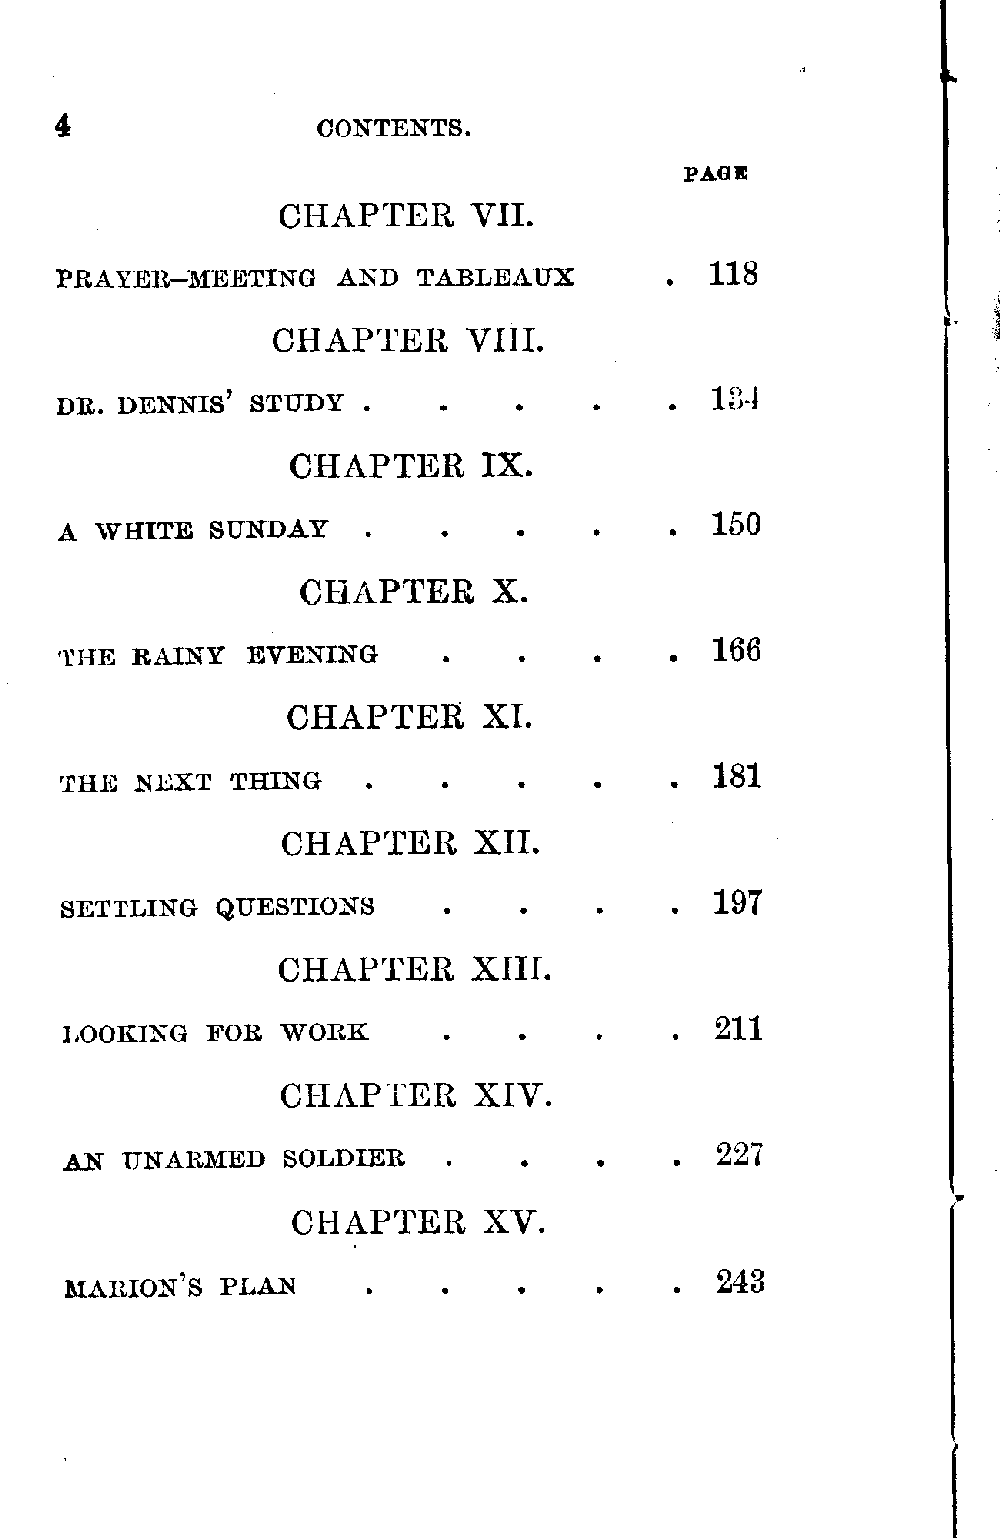 4 CONTENTS.
PAGE
CHAPTER VII.
PRAYER-MEETING AND TABLEAUX . 118
CHAPTER VIII.
DR. DENNIS' STUDY . . . . . 134
CHAPTER IX.
A WHITE SUNDAY . . . . . 150
CHAPTER X.
THE RAINY EVENING . . . . 166
CHAPTER XI.
THE NEXT THING . . . . . 181
CHAPTER XII.
SETTLING QUESTIONS . . . . 197
CHAPTER XIII.
LOOKING FOR WORK . . . . 211
CHAPTER XIV.
AN UNARMED SOLDIER . . . . 227
CHAPTER XV.
MARION'S PLAN . . . . . 243